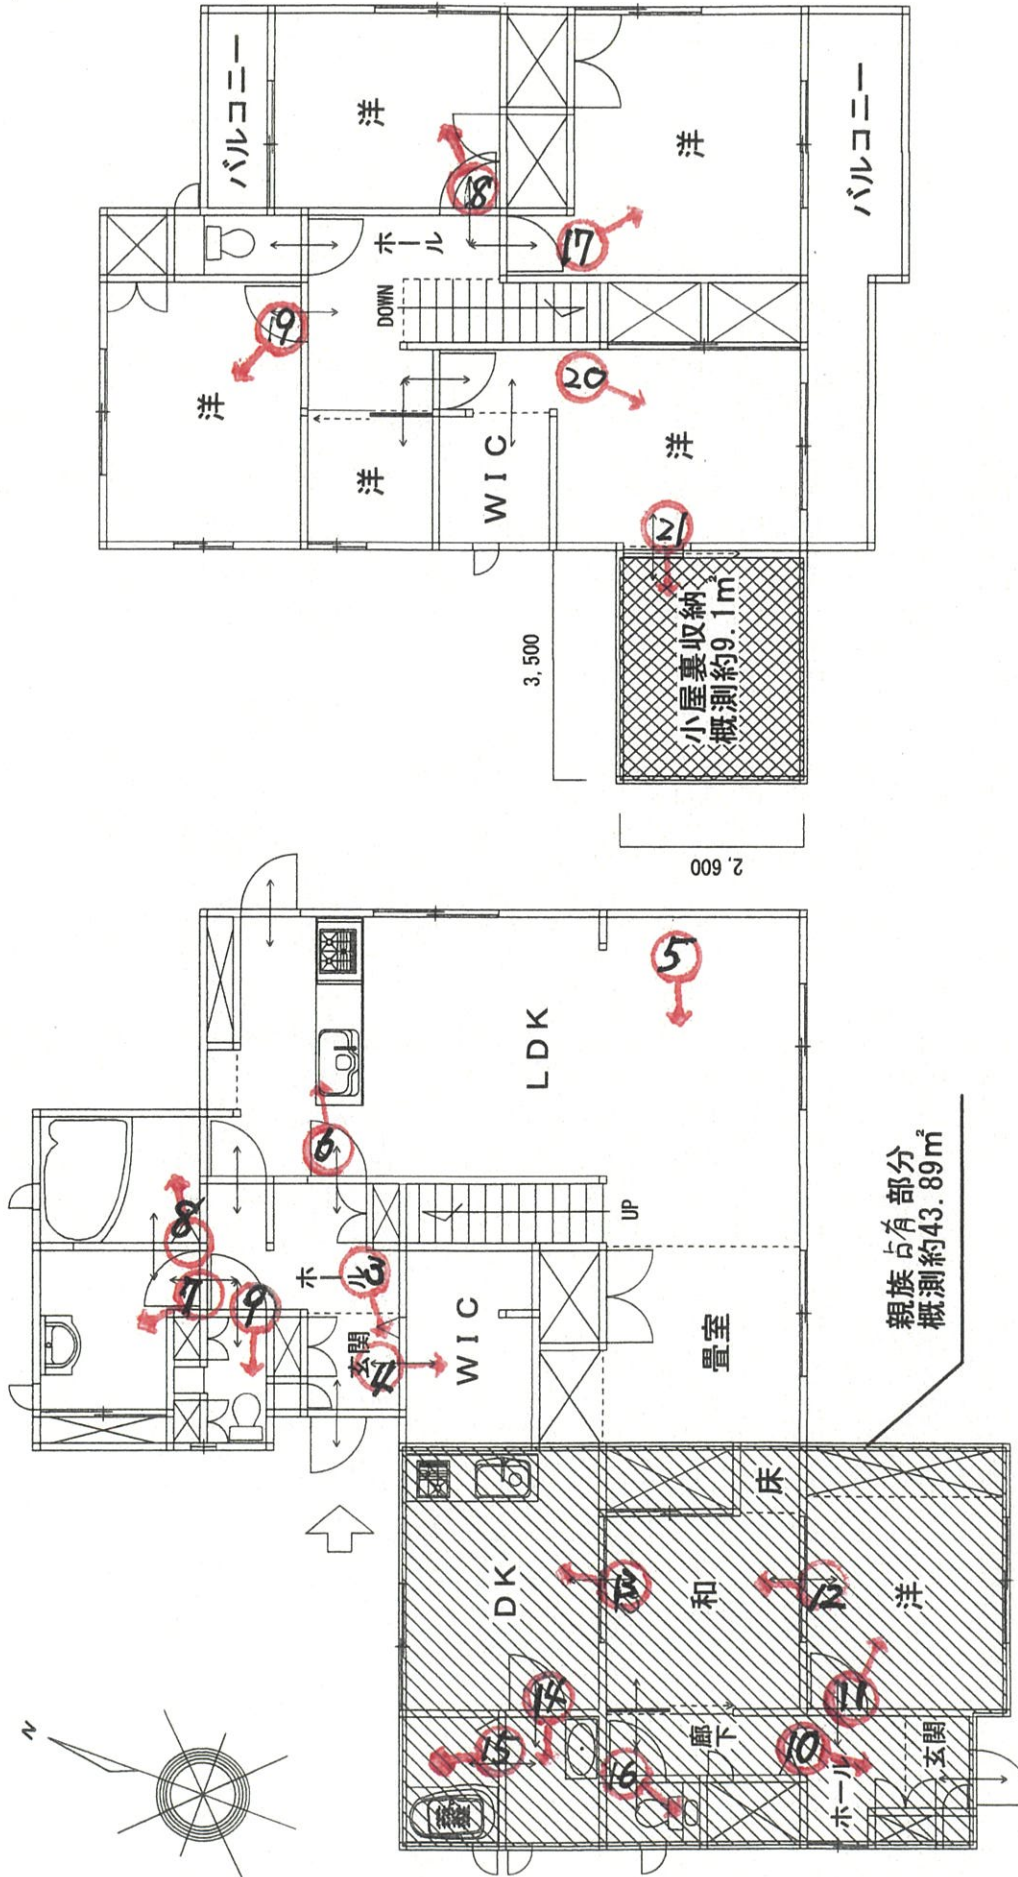 バルコニー
洋
18
洋
17
バルコニー
ホール
DOWN
19
洋
洋
WIC
20
洋
21
小屋裏収納
概測約9.1m²
3,500
2,600
LDK
5
6
UP
8
7
9
ホール
3
玄関
4
WIC
畳室
親族占有部分
概測約43.89m²
DK
13
和
床
12
洋
14
15
16
廊下
11
10
ホール
玄関
N